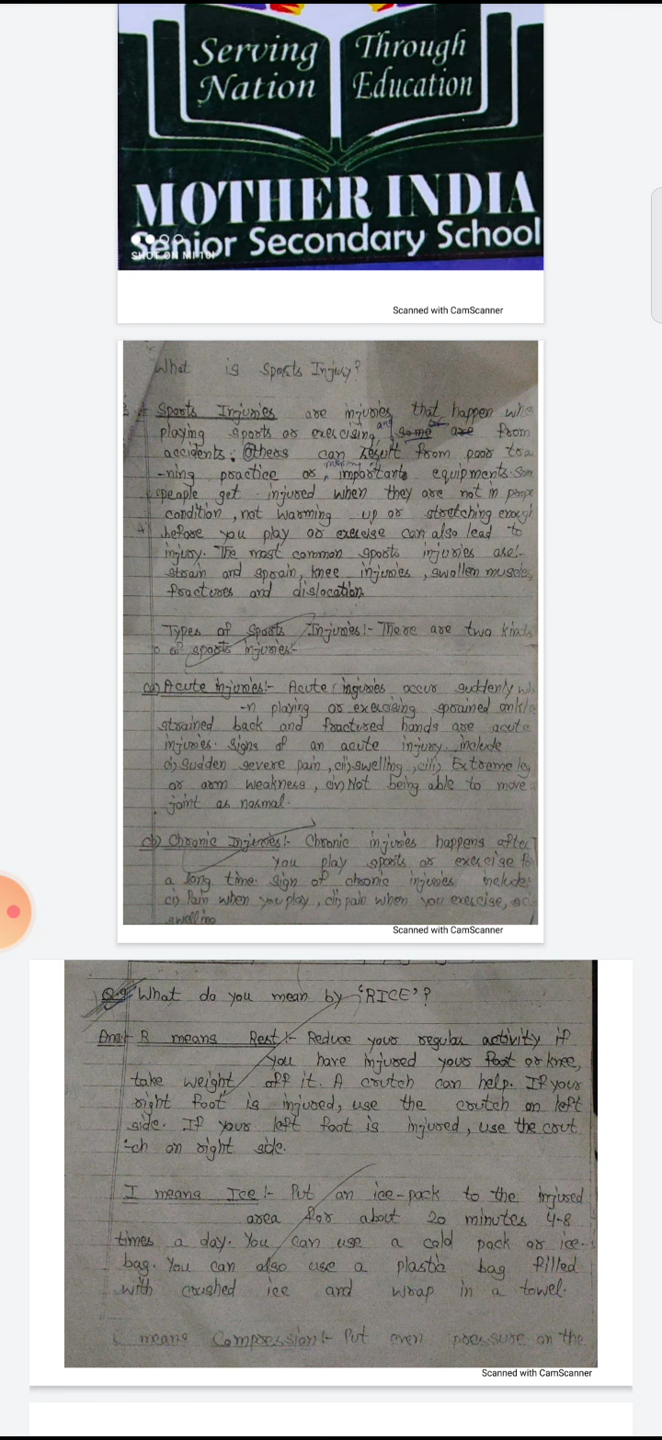 Serving Through
Nation Education
MOTHER INDIA
Senior Secondary School
SHOT ON MI 10i
Scanned with CamScanner
What is Sports Injury?
Sports Injuries are injuries that happen whe
playing sports or exercising and some are from
accidents. Others can result from poor trai
-ning practice or importants equipments. Som
people get injured when they are not in prope
condition, not warming up or stretching enough
before you play or exercise can also lead to
injury. The most common sports injuries are:-
strain and sprain, knee injuries, swollen muscles,
fractures and dislocation.
Types of Sports Injuries:- There are two kinds
of sports injuries:-
(a) Acute injuries:- Acute injuries occur suddenly wh
-n playing or exercising sprained ankle
strained back and fractured hands are acute
injuries. Signs of an acute injury include
(i) Sudden severe pain, (ii) swelling, (iii) Extreme leg
or arm weakness, (iv) Not being able to move
joint as normal.
(b) Chronic Injuries:- Chronic injuries happens after
you play sports or exercise fo
a long time. Sign of chronic injuries include:
(i) Pain when you play, (ii) pain when you exercise,
swelling
Scanned with CamScanner
Q.9 What do you mean by 'RICE'?
Ans:- R means Rest:- Reduce your regular activity if
you have injured your foot or knee,
take weight off it. A crutch can help. If your
right foot is injured, use the crutch on left
side. If your left foot is injured, use the crut
-ch on right side.
I means Ice:- Put an ice-pack to the injured
area for about 20 minutes 4-8
times a day. You can use a cold pack or ice-
bag. You can also use a plastic bag filled
with crushed ice and wrap in a towel.
C means Compression:- Put even pressure on the
Scanned with CamScanner